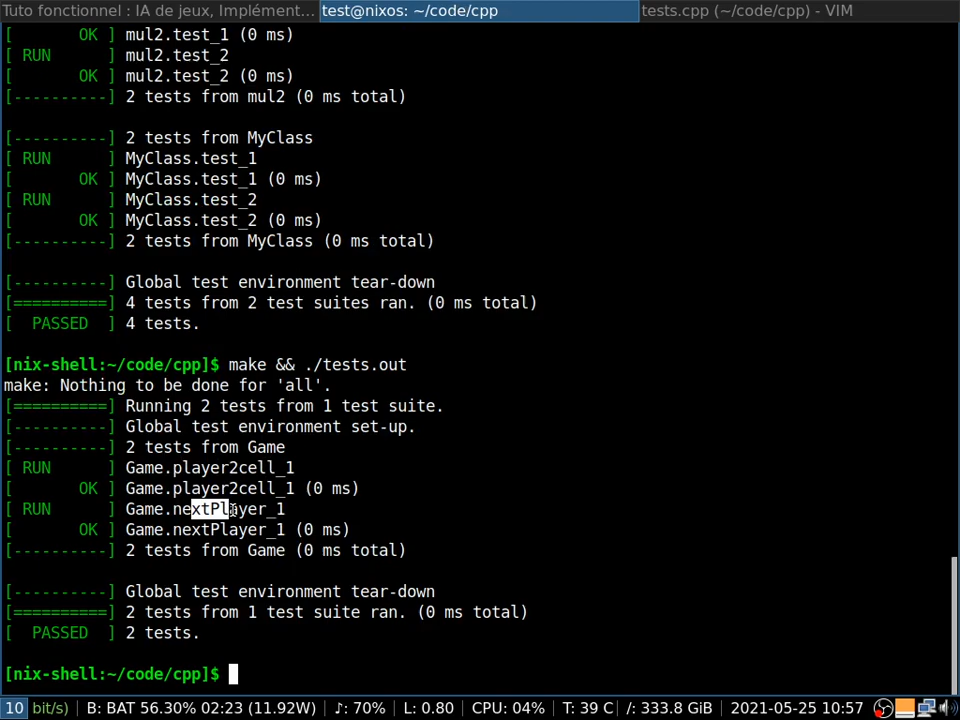 Tuto fonctionnel : IA de jeux, Implément... test@nixos: ~/code/cpp tests.cpp (~/code/cpp) - VIM
[       OK ] mul2.test_1 (0 ms)
[ RUN      ] mul2.test_2
[       OK ] mul2.test_2 (0 ms)
[----------] 2 tests from mul2 (0 ms total)
[----------] 2 tests from MyClass
[ RUN      ] MyClass.test_1
[       OK ] MyClass.test_1 (0 ms)
[ RUN      ] MyClass.test_2
[       OK ] MyClass.test_2 (0 ms)
[----------] 2 tests from MyClass (0 ms total)
[----------] Global test environment tear-down
[==========] 4 tests from 2 test suites ran. (0 ms total)
[  PASSED  ] 4 tests.
[nix-shell:~/code/cpp]$ make && ./tests.out
make: Nothing to be done for 'all'.
[==========] Running 2 tests from 1 test suite.
[----------] Global test environment set-up.
[----------] 2 tests from Game
[ RUN      ] Game.player2cell_1
[       OK ] Game.player2cell_1 (0 ms)
[ RUN      ] Game.nextPlayer_1
[       OK ] Game.nextPlayer_1 (0 ms)
[----------] 2 tests from Game (0 ms total)
[----------] Global test environment tear-down
[==========] 2 tests from 1 test suite ran. (0 ms total)
[  PASSED  ] 2 tests.
[nix-shell:~/code/cpp]$
10 bit/s) | B: BAT 56.30% 02:23 (11.92W) | ♪: 70% | L: 0.80 | CPU: 04% | T: 39 C | /: 333.8 GiB | 2021-05-25 10:57